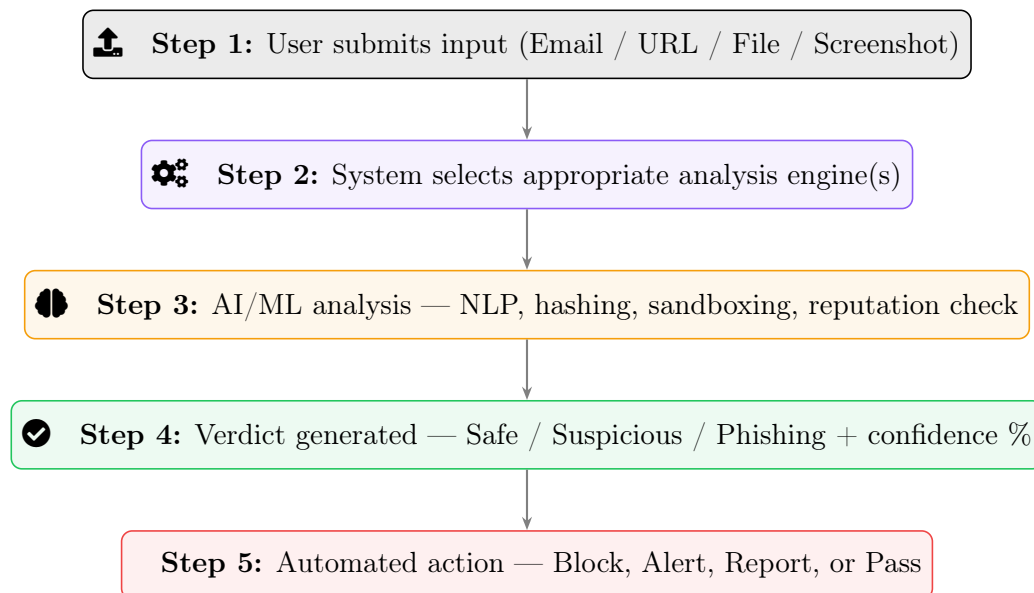 Step 1: User submits input (Email / URL / File / Screenshot)
Step 2: System selects appropriate analysis engine(s)
Step 3: AI/ML analysis — NLP, hashing, sandboxing, reputation check
Step 4: Verdict generated — Safe / Suspicious / Phishing + confidence %
Step 5: Automated action — Block, Alert, Report, or Pass